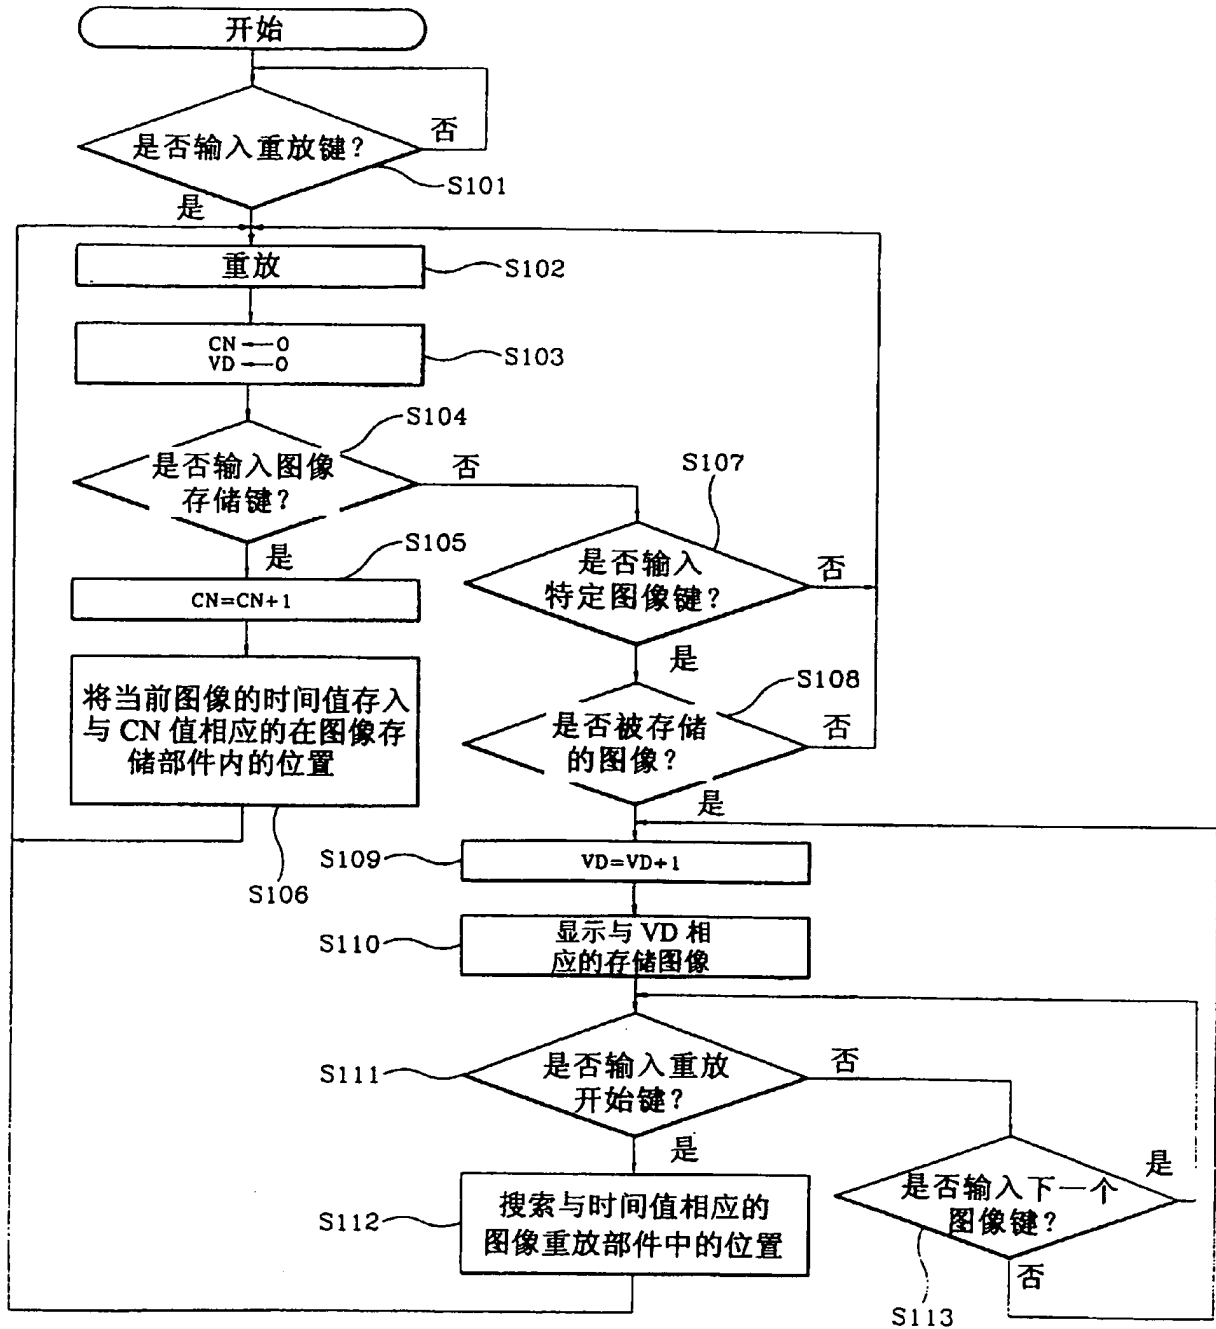 开始
是否输入重放键？
否
S101
是
重放
S102
CN←0
VD←0
S103
S104
是否输入图像
存储键？
否
S107
是
S105
是否输入
特定图像键？
否
CN=CN+1
是
S108
将当前图像的时间值存入
与 CN 值相应的在图像存
储部件内的位置
是否被存储
的图像？
否
是
S106
S109
VD=VD+1
S110
显示与 VD 相
应的存储图像
S111
是否输入重放
开始键？
否
是
是否输入下一个
图像键？
是
S112
搜索与时间值相应的
图像重放部件中的位置
否
S113